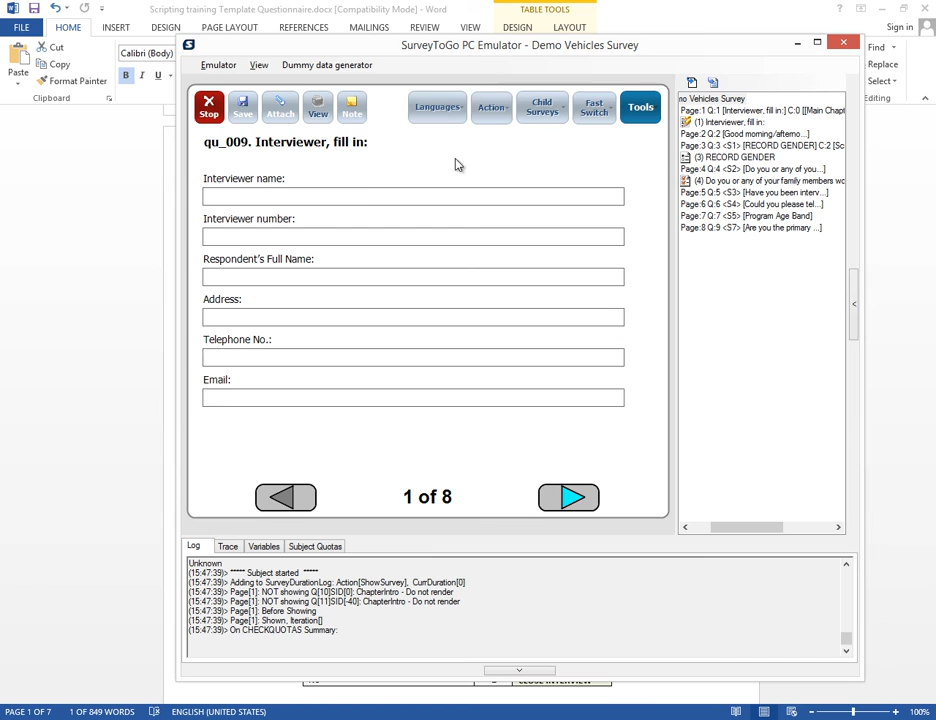 Scripting training Template Questionnaire.docx [Compatibility Mode] - Word
TABLE TOOLS
FILE HOME INSERT DESIGN PAGE LAYOUT REFERENCES MAILINGS REVIEW VIEW DESIGN LAYOUT Sign in
Paste
Cut
Copy
Format Painter
Clipboard
Calibri (Body)
B I U
Find
Replace
Select
Editing
SurveyToGo PC Emulator - Demo Vehicles Survey
Emulator View Dummy data generator
Stop Save Attach View Note Languages Action Child Surveys Fast Switch Tools
qu_009. Interviewer, fill in:
Interviewer name:
Interviewer number:
Respondent's Full Name:
Address:
Telephone No.:
Email:
1 of 8
no Vehicles Survey
Page:1 Q:1 [Interviewer, fill in:] C:0 [[Main Chapt
(1) Interviewer, fill in:
Page:2 Q:2 [Good morning/afterno...]
Page:3 Q:3 <S1> [RECORD GENDER] C:2 [Sc
(3) RECORD GENDER
Page:4 Q:4 <S2> [Do you or any of you...]
(4) Do you or any of your family members wo
Page:5 Q:5 <S3> [Have you been interv...]
Page:6 Q:6 <S4> [Could you please tel...]
Page:7 Q:7 <S5> [Program Age Band]
Page:8 Q:9 <S7> [Are you the primary ...]
Log Trace Variables Subject Quotas
Unknown
(15:47:39)> ***** Subject started *****
(15:47:39)> Adding to SurveyDurationLog: Action[ShowSurvey], CurrDuration[0]
(15:47:39)> Page[1]: NOT showing Q[10]SID[0]: ChapterIntro - Do not render
(15:47:39)> Page[1]: NOT showing Q[11]SID[-40]: ChapterIntro - Do not render
(15:47:39)> Page[1]: Before Showing
(15:47:39)> Page[1]: Shown, Iteration[]
(15:47:39)> On CHECKQUOTAS Summary:
CLOSE INTERVIEW
PAGE 1 OF 7 1 OF 849 WORDS ENGLISH (UNITED STATES) 100%